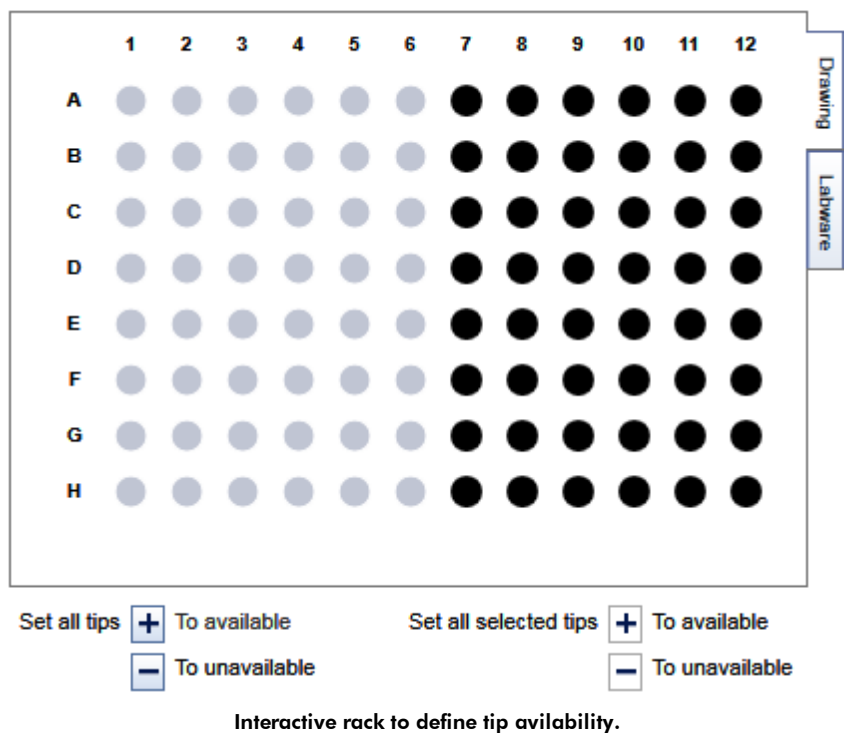 1 2 3 4 5 6 7 8 9 10 11 12
A
B
C
D
E
F
G
H
Drawing
Labware
Set all tips + To available
− To unavailable
Set all selected tips + To available
− To unavailable
Interactive rack to define tip avilability.